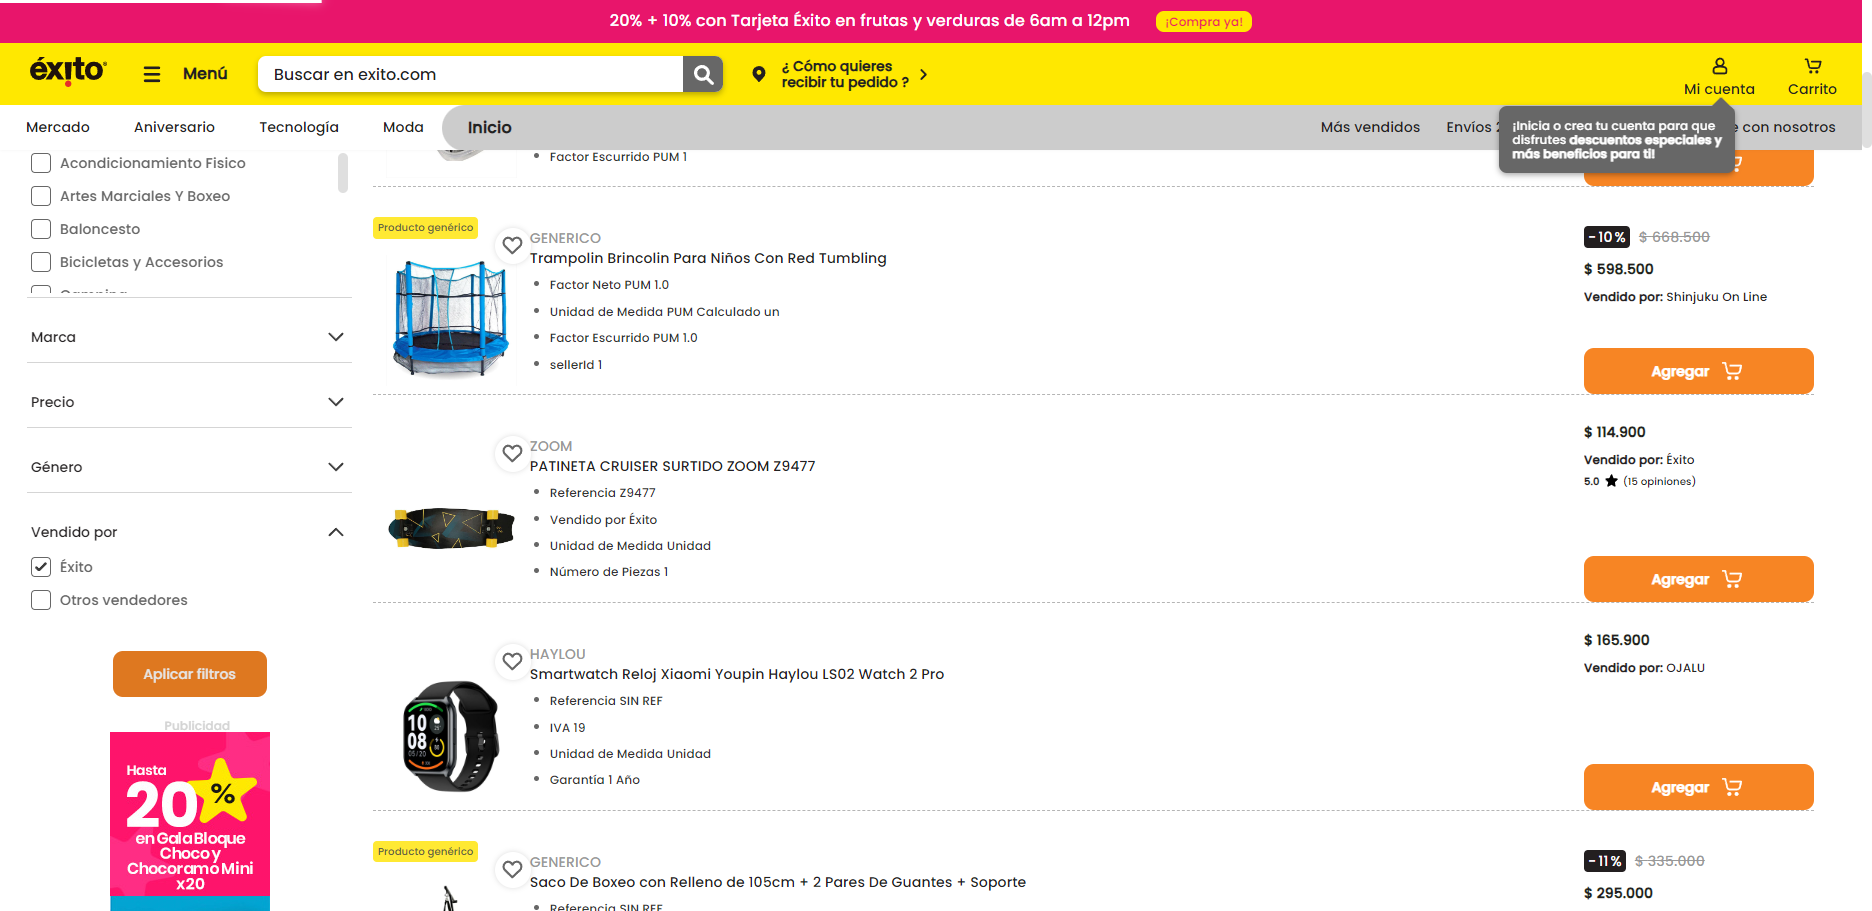 20% + 10% con Tarjeta Éxito en frutas y verduras de 6am a 12pm
¡Compra ya!
éxito
Menú
Buscar en exito.com
¿ Cómo quieres
recibir tu pedido ?
Mi cuenta
Carrito
Mercado
Aniversario
Tecnología
Moda
Inicio
Más vendidos
Envíos
e con nosotros
¡Inicia o crea tu cuenta para que
disfrutes descuentos especiales y
más beneficios para ti!
Acondicionamiento Fisico
Artes Marciales Y Boxeo
Baloncesto
Bicicletas y Accesorios
Marca
Precio
Género
Vendido por
Éxito
Otros vendedores
Aplicar filtros
Publicidad
Hasta
20%
en Gala Bloque
Choco y
Chocoramo Mini
x20
Factor Escurrido PUM 1
Producto genérico
GENERICO
Trampolin Brincolin Para Niños Con Red Tumbling
Factor Neto PUM 1.0
Unidad de Medida PUM Calculado un
Factor Escurrido PUM 1.0
sellerId 1
-10% $ 668.500
$ 598.500
Vendido por: Shinjuku On Line
Agregar
ZOOM
PATINETA CRUISER SURTIDO ZOOM Z9477
Referencia Z9477
Vendido por Éxito
Unidad de Medida Unidad
Número de Piezas 1
$ 114.900
Vendido por: Éxito
5.0 ★ (15 opiniones)
Agregar
HAYLOU
Smartwatch Reloj Xiaomi Youpin Haylou LS02 Watch 2 Pro
Referencia SIN REF
IVA 19
Unidad de Medida Unidad
Garantía 1 Año
10
08
$ 165.900
Vendido por: OJALU
Agregar
Producto genérico
GENERICO
Saco De Boxeo con Relleno de 105cm + 2 Pares De Guantes + Soporte
Referencia SIN REF
-11% $ 335.000
$ 295.000